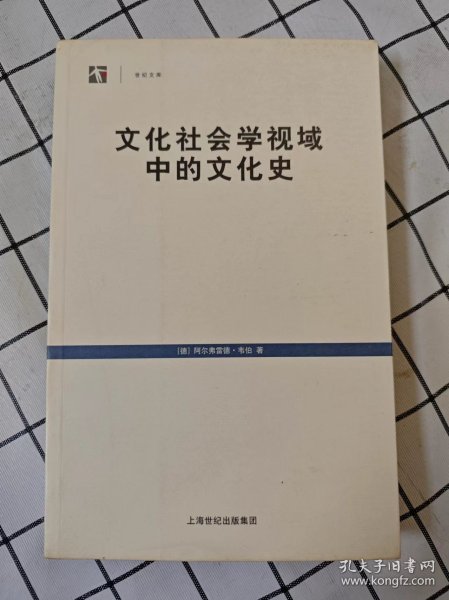 世纪文库
文化社会学视域
中的文化史
［德］阿尔弗雷德·韦伯 著
上海世纪出版集团
孔夫子旧书网
www.kongfz.com